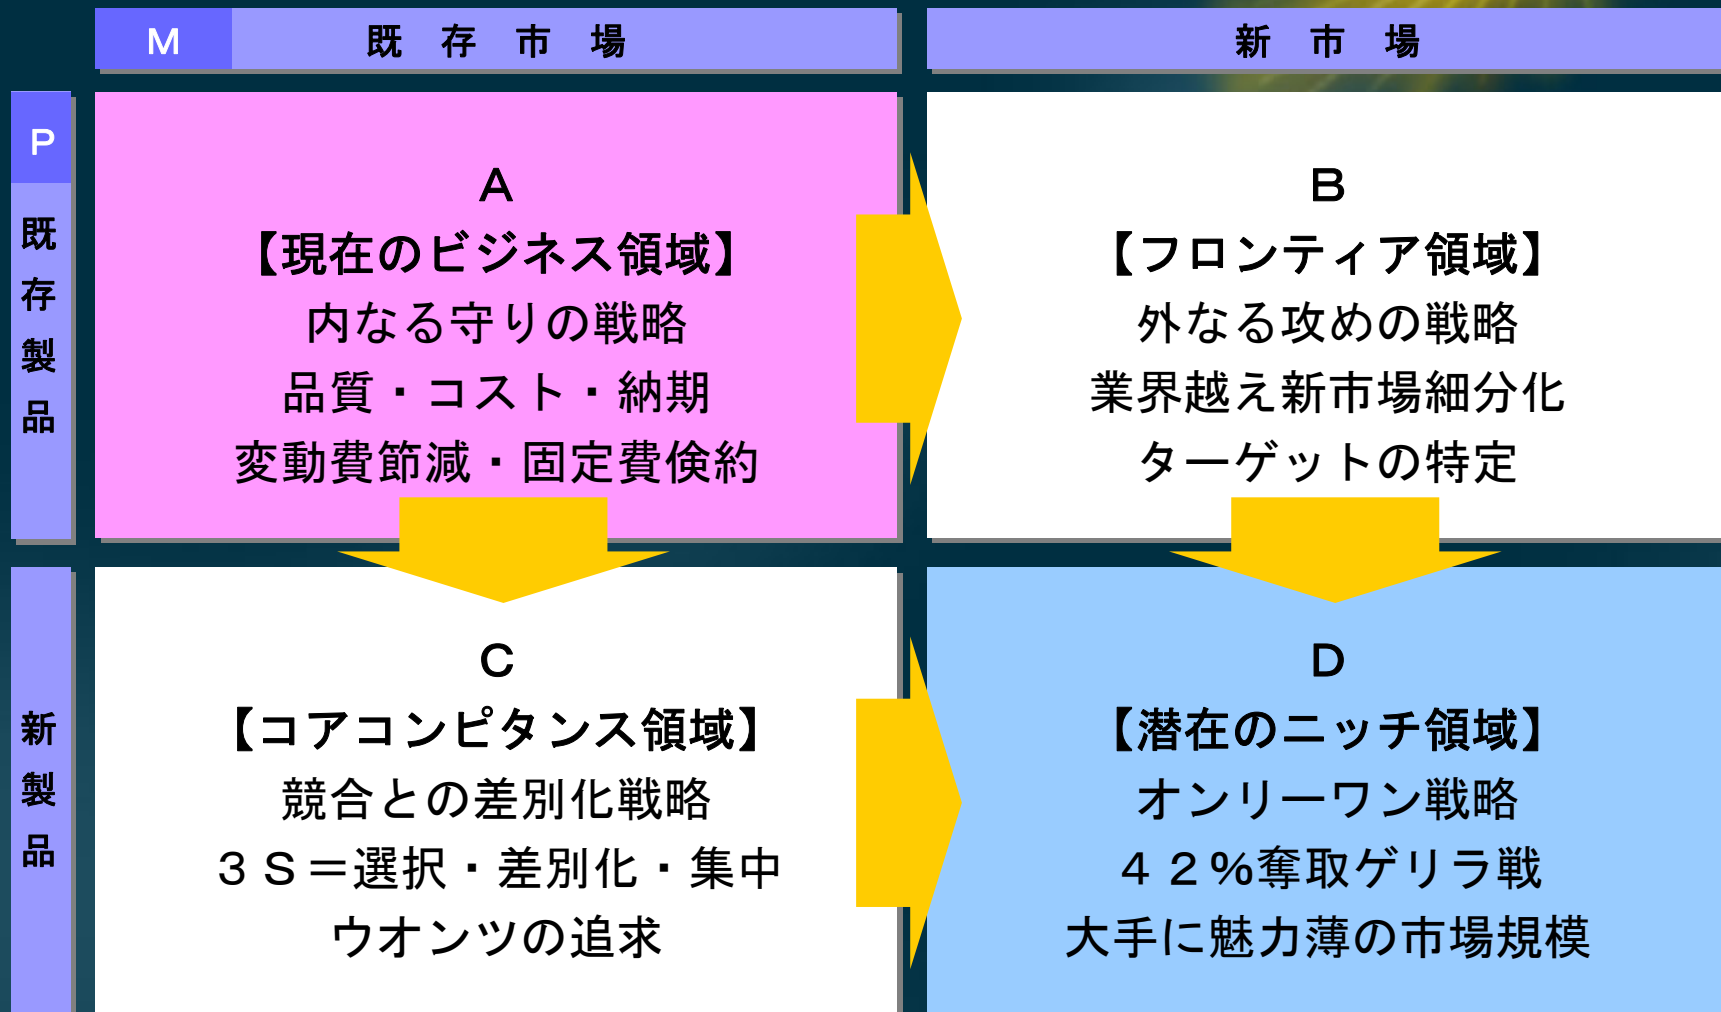 M
既 存 市 場
新 市 場
P
既存製品
A
【現在のビジネス領域】
内なる守りの戦略
品質・コスト・納期
変動費節減・固定費倹約
B
【フロンティア領域】
外なる攻めの戦略
業界越え新市場細分化
ターゲットの特定
新製品
C
【コアコンピタンス領域】
競合との差別化戦略
３Ｓ＝選択・差別化・集中
ウオンツの追求
D
【潜在のニッチ領域】
オンリーワン戦略
４２％奪取ゲリラ戦
大手に魅力薄の市場規模